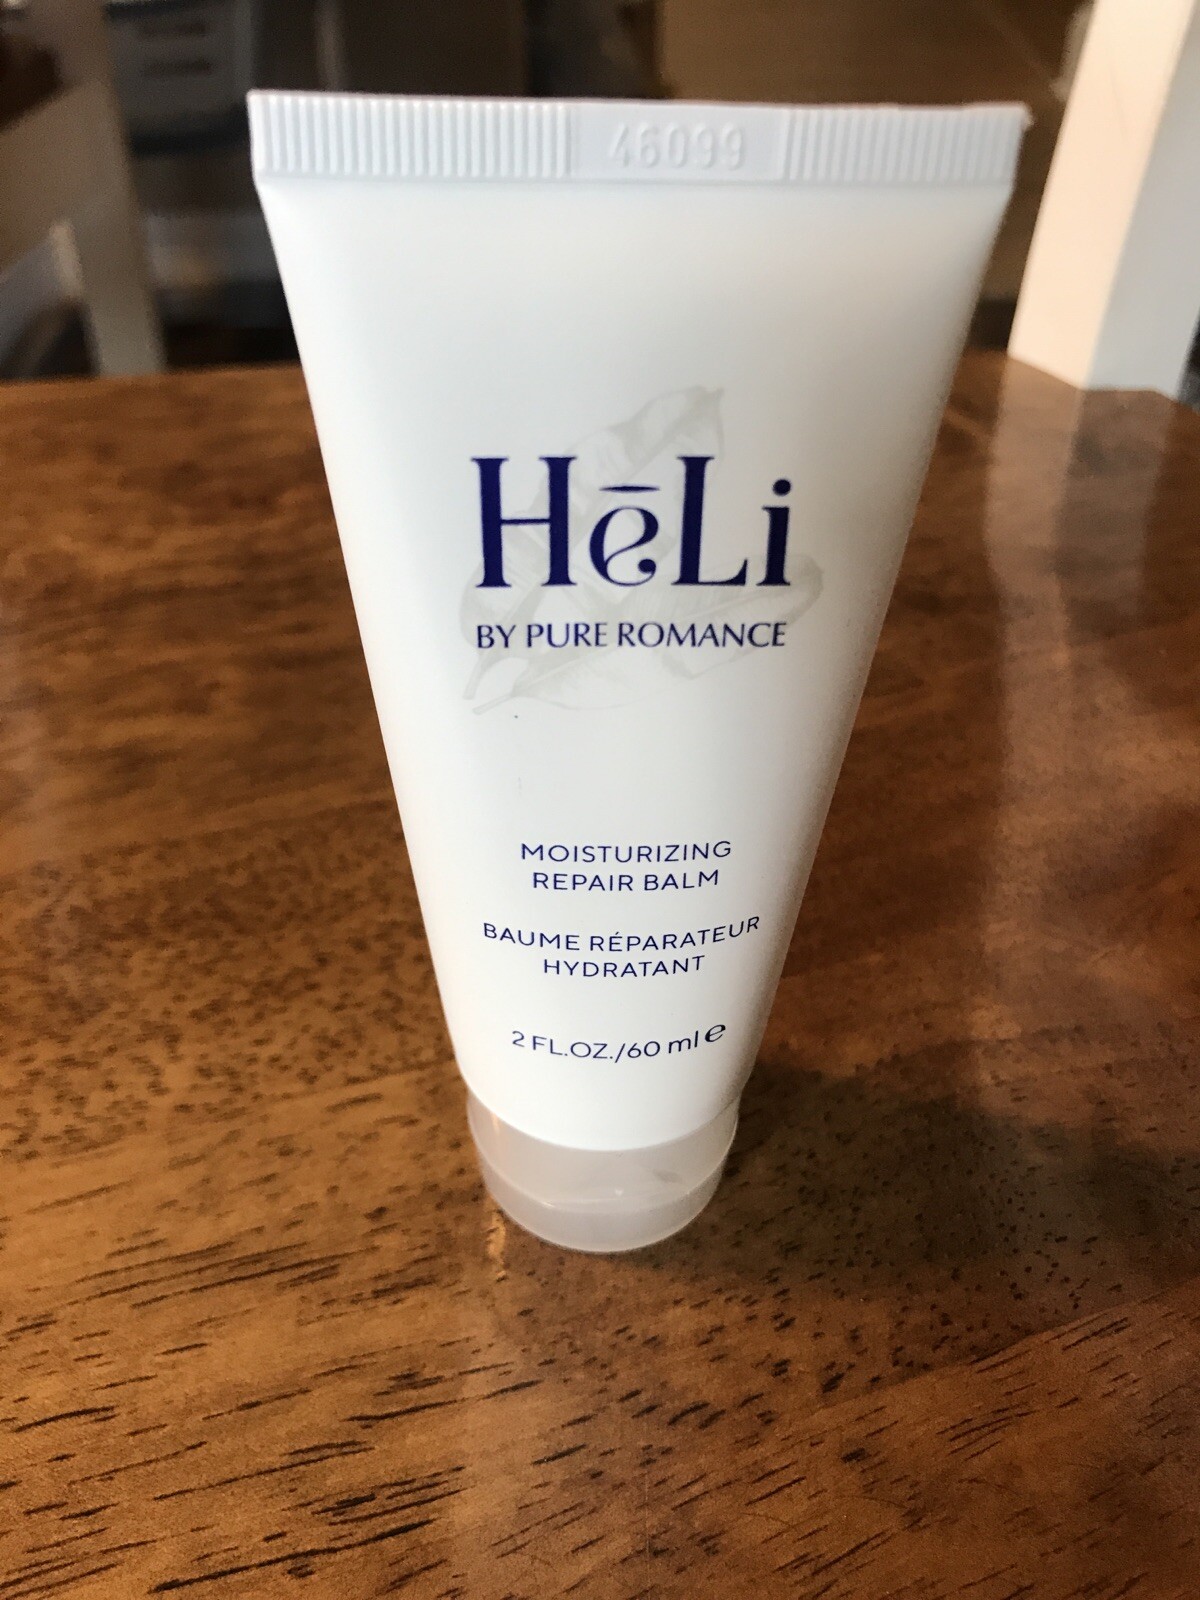 46099
HēLi
BY PURE ROMANCE
MOISTURIZING
REPAIR BALM
BAUME RÉPARATEUR
HYDRATANT
2 FL.OZ./60 ml ℮